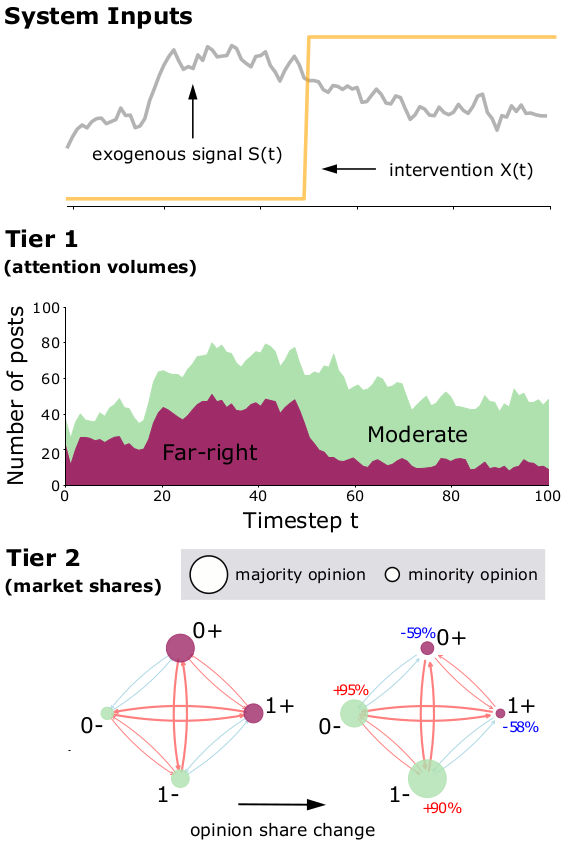 System Inputs
exogenous signal S(t)
intervention X(t)
Tier 1
(attention volumes)
Number of posts
100
80
60
40
20
0
Far-right
Moderate
0 20 40 60 80 100
Timestep t
Tier 2
(market shares)
majority opinion minority opinion
0+
1+
0-
1-
-59% 0+
+95%
1+
0-
-58%
1-
+90%
opinion share change